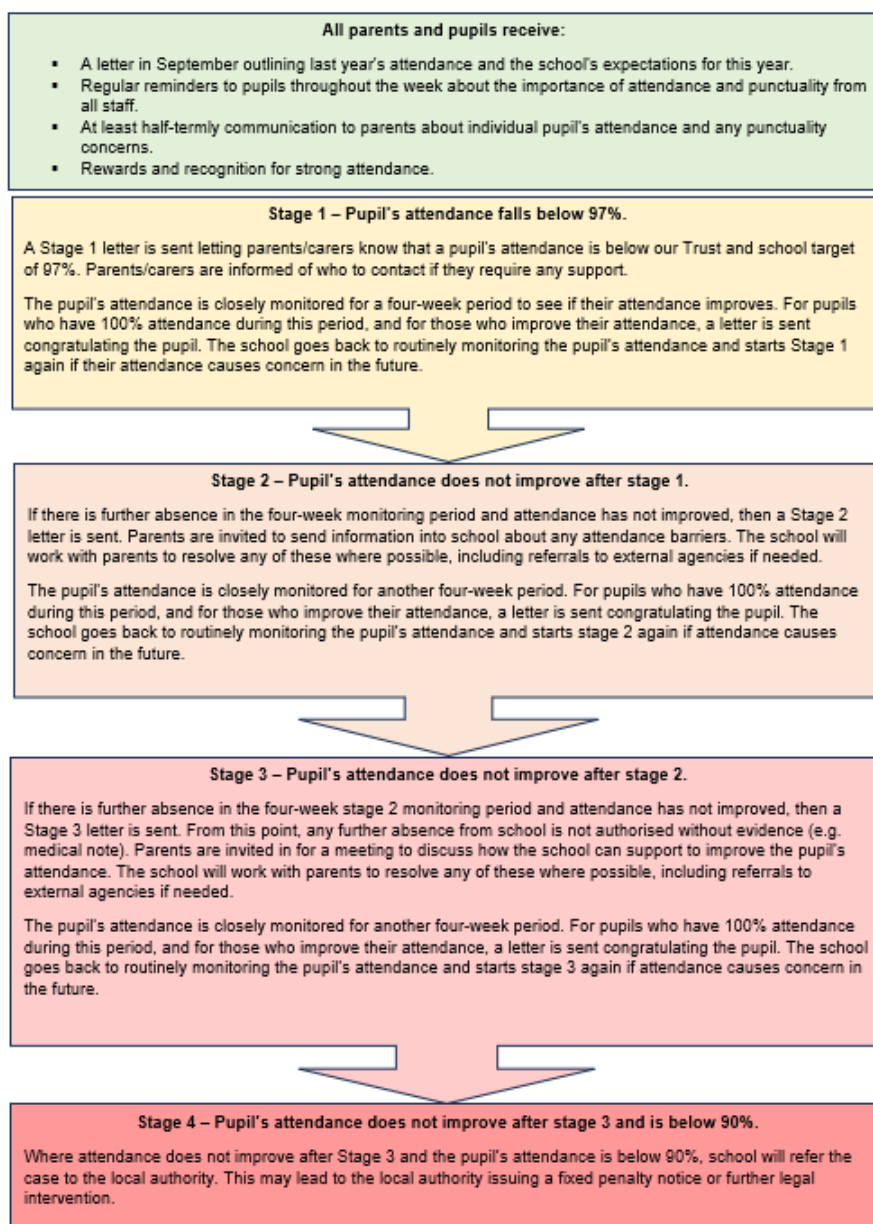 All parents and pupils receive:
▪ A letter in September outlining last year's attendance and the school's expectations for this year.
▪ Regular reminders to pupils throughout the week about the importance of attendance and punctuality from
all staff.
▪ At least half-termly communication to parents about individual pupil's attendance and any punctuality
concerns.
▪ Rewards and recognition for strong attendance.
Stage 1 – Pupil's attendance falls below 97%.
A Stage 1 letter is sent letting parents/carers know that a pupil's attendance is below our Trust and school target
of 97%. Parents/carers are informed of who to contact if they require any support.
The pupil's attendance is closely monitored for a four-week period to see if their attendance improves. For pupils
who have 100% attendance during this period, and for those who improve their attendance, a letter is sent
congratulating the pupil. The school goes back to routinely monitoring the pupil's attendance and starts Stage 1
again if their attendance causes concern in the future.
Stage 2 – Pupil's attendance does not improve after stage 1.
If there is further absence in the four-week monitoring period and attendance has not improved, then a Stage 2
letter is sent. Parents are invited to send information into school about any attendance barriers. The school will
work with parents to resolve any of these where possible, including referrals to external agencies if needed.
The pupil's attendance is closely monitored for another four-week period. For pupils who have 100% attendance
during this period, and for those who improve their attendance, a letter is sent congratulating the pupil. The
school goes back to routinely monitoring the pupil's attendance and starts stage 2 again if attendance causes
concern in the future.
Stage 3 – Pupil's attendance does not improve after stage 2.
If there is further absence in the four-week stage 2 monitoring period and attendance has not improved, then a
Stage 3 letter is sent. From this point, any further absence from school is not authorised without evidence (e.g.
medical note). Parents are invited in for a meeting to discuss how the school can support to improve the pupil's
attendance. The school will work with parents to resolve any of these where possible, including referrals to
external agencies if needed.
The pupil's attendance is closely monitored for another four-week period. For pupils who have 100% attendance
during this period, and for those who improve their attendance, a letter is sent congratulating the pupil. The school
goes back to routinely monitoring the pupil's attendance and starts stage 3 again if attendance causes concern in
the future.
Stage 4 – Pupil's attendance does not improve after stage 3 and is below 90%.
Where attendance does not improve after Stage 3 and the pupil's attendance is below 90%, school will refer the
case to the local authority. This may lead to the local authority issuing a fixed penalty notice or further legal
intervention.